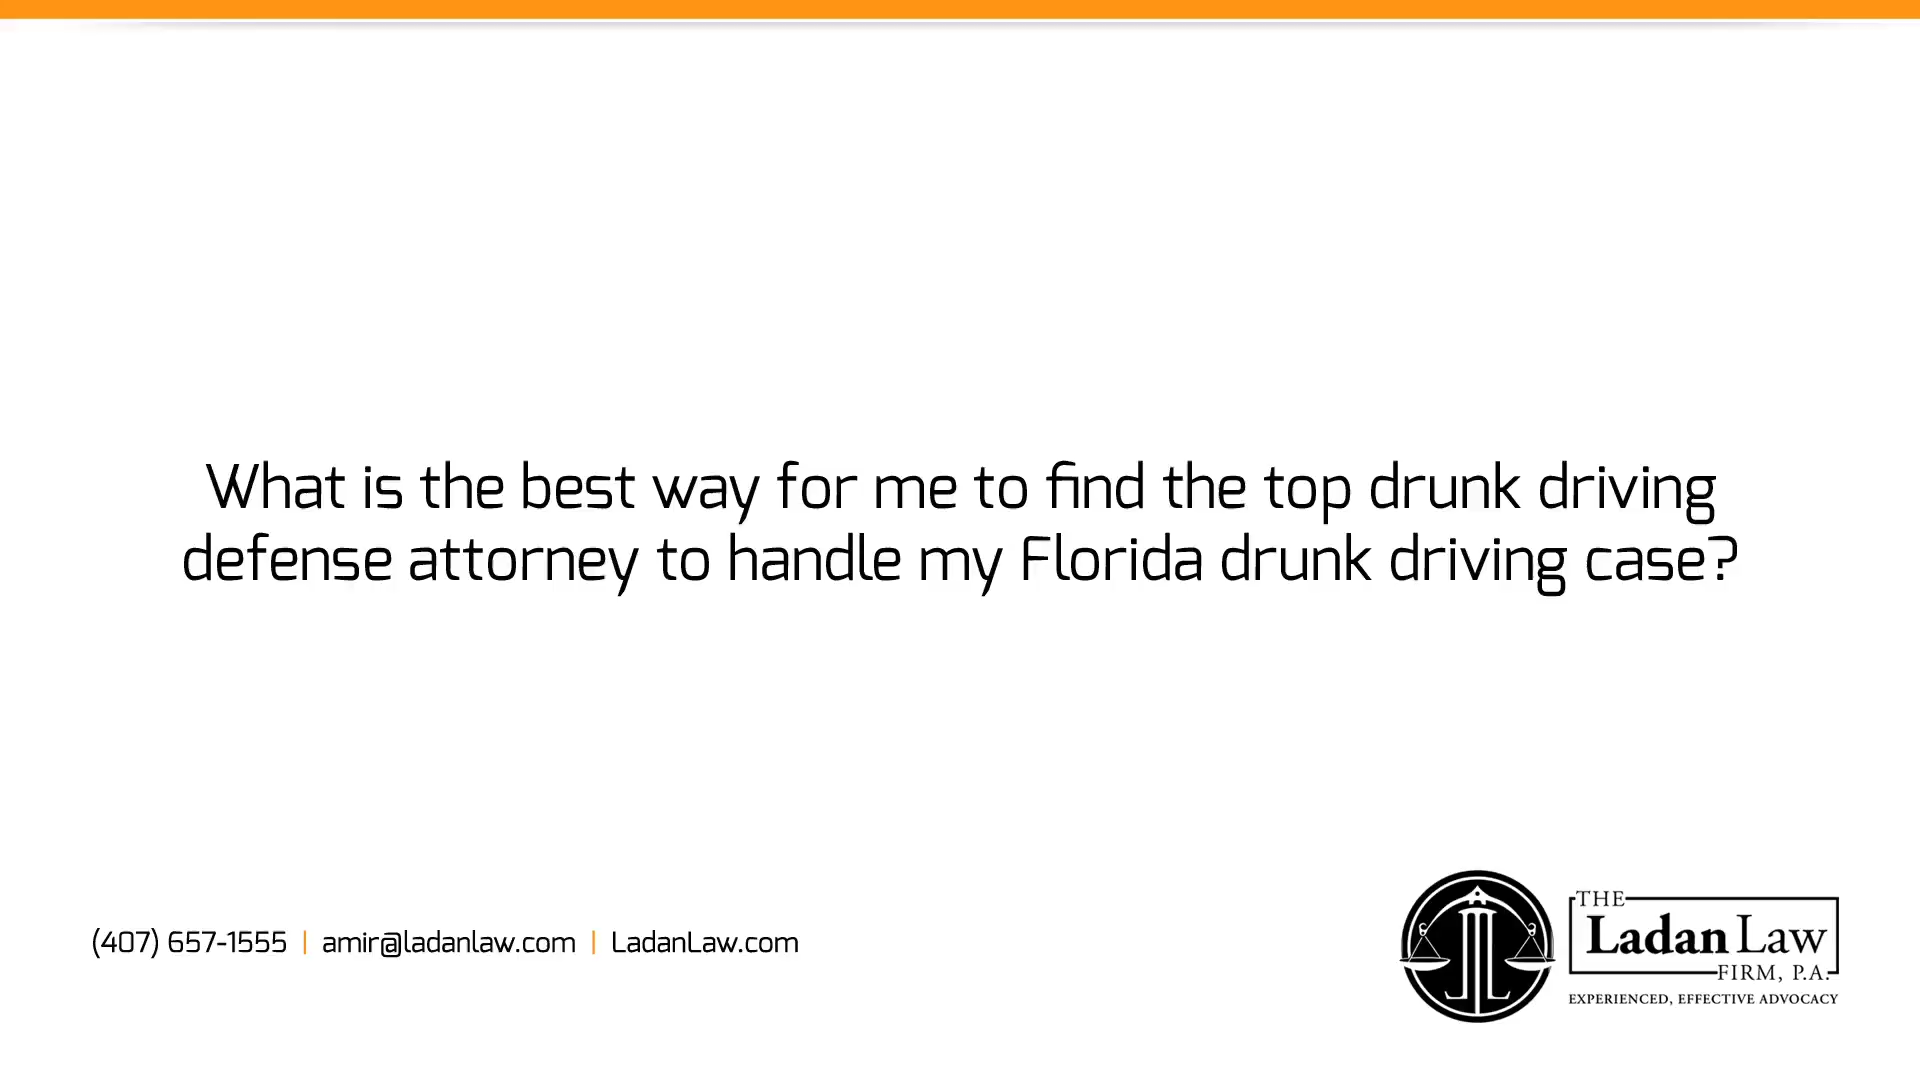 What is the best way for me to find the top drunk driving
defense attorney to handle my Florida drunk driving case?
(407) 657-1555 | amir@ladanlaw.com | LadanLaw.com
THE
Ladan Law
FIRM, P.A.
EXPERIENCED, EFFECTIVE ADVOCACY